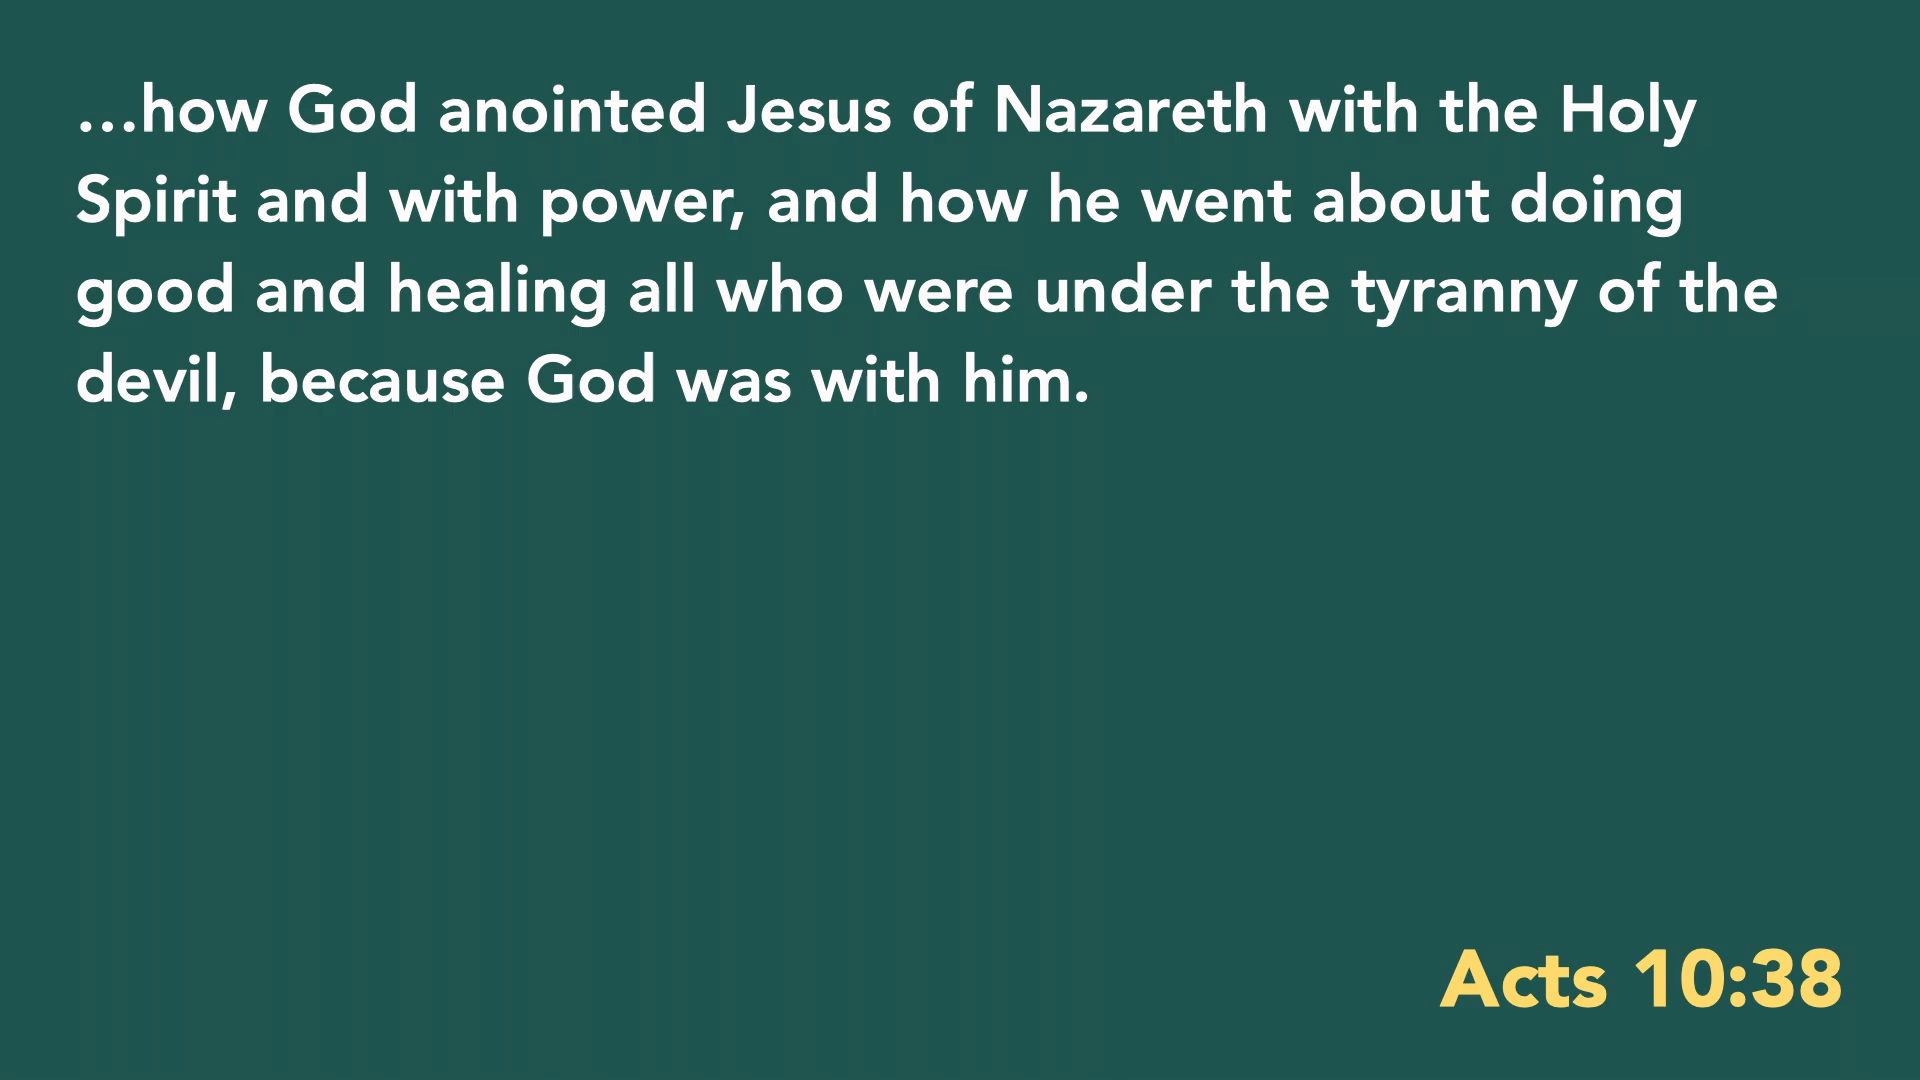 …how God anointed Jesus of Nazareth with the Holy
Spirit and with power, and how he went about doing
good and healing all who were under the tyranny of the
devil, because God was with him.
Acts 10:38